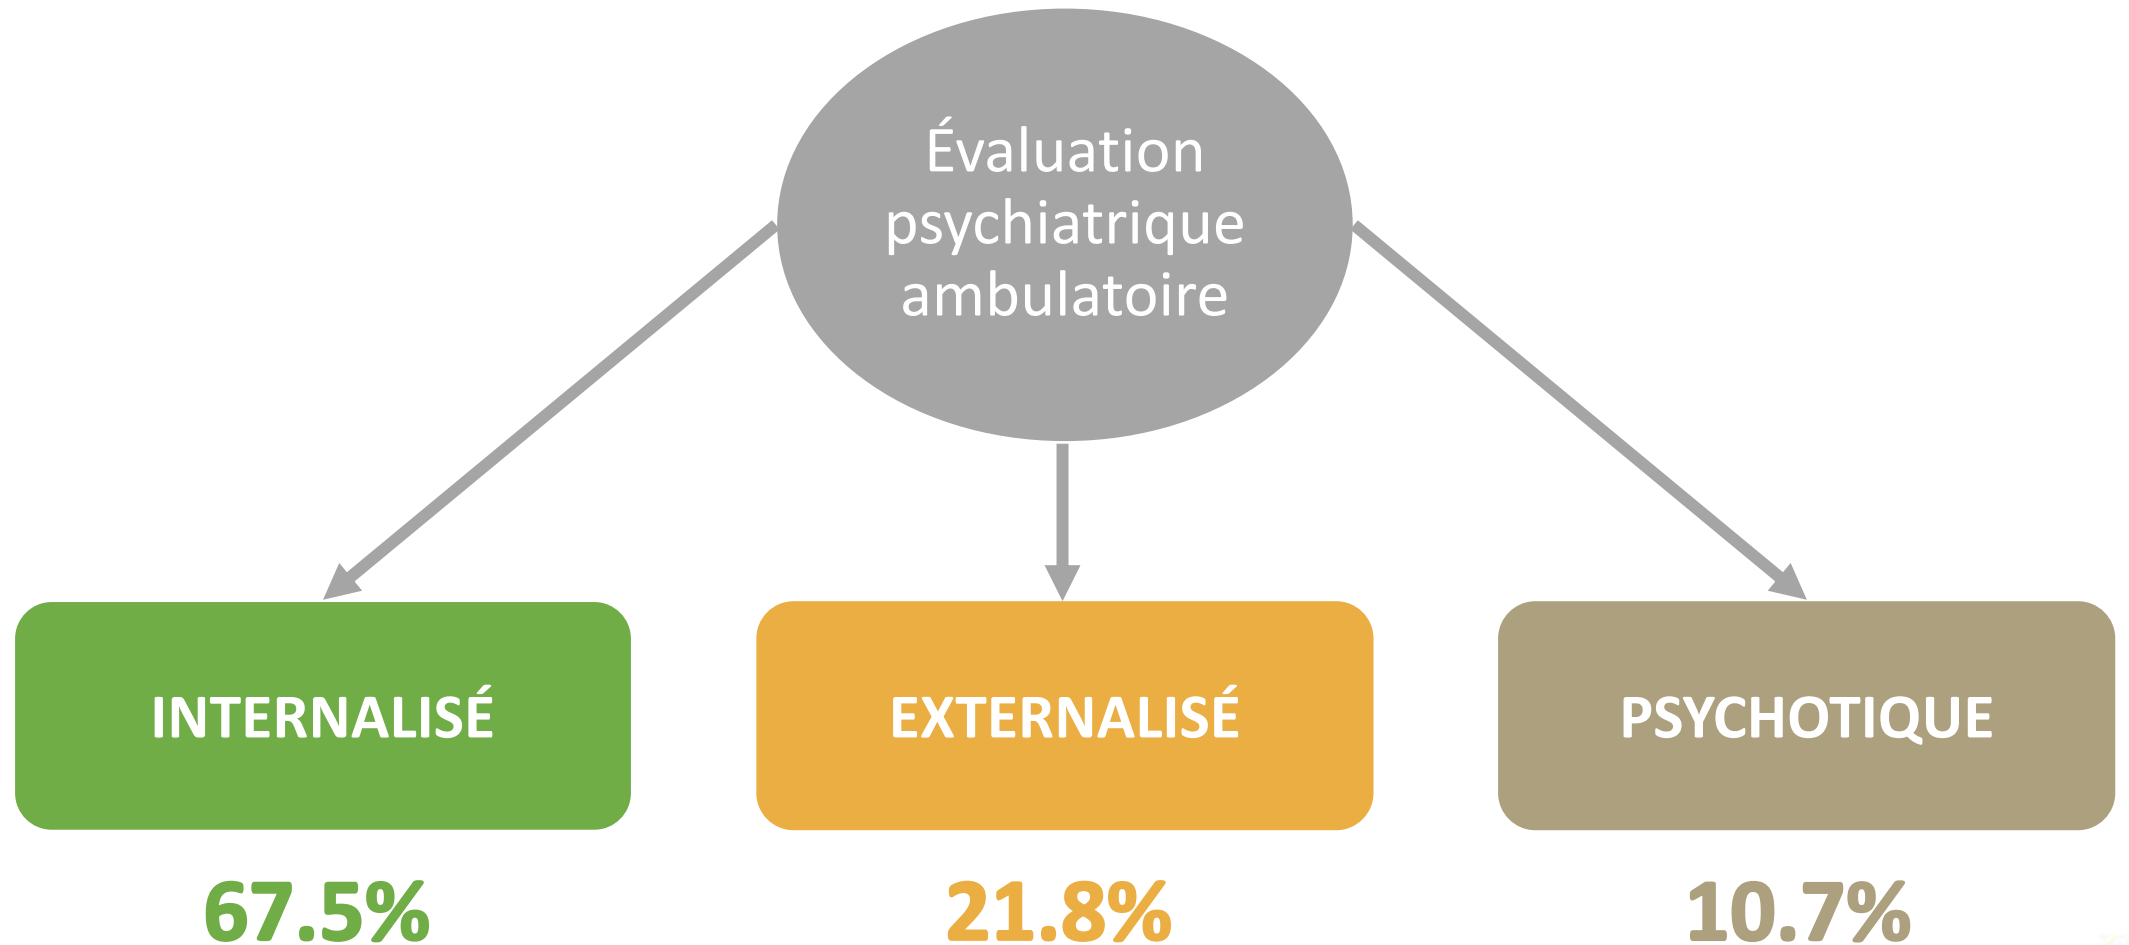 Évaluation
psychiatrique
ambulatoire
INTERNALISÉ
EXTERNALISÉ
PSYCHOTIQUE
67.5%
21.8%
10.7%